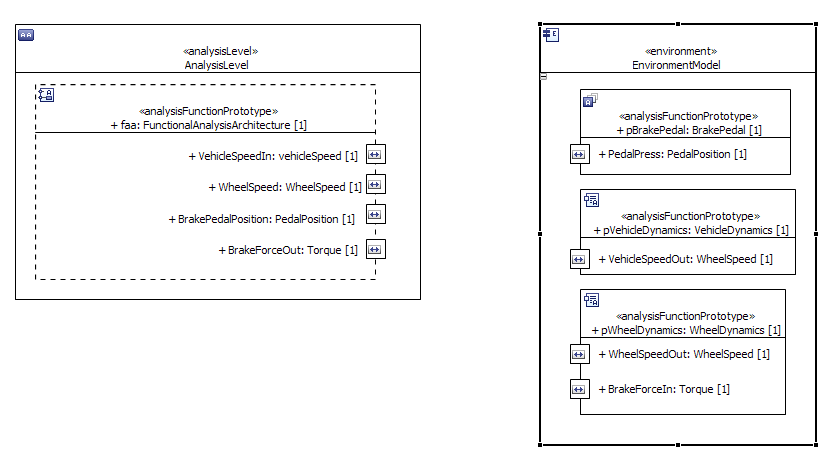 AA
«analysisLevel»
AnalysisLevel
A
«analysisFunctionPrototype»
+ faa: FunctionalAnalysisArchitecture [1]
+ VehicleSpeedIn: vehicleSpeed [1]
+ WheelSpeed: WheelSpeed [1]
+ BrakePedalPosition: PedalPosition [1]
+ BrakeForceOut: Torque [1]
E
«environment»
EnvironmentModel
A
«analysisFunctionPrototype»
+ pBrakePedal: BrakePedal [1]
+ PedalPress: PedalPosition [1]
A
«analysisFunctionPrototype»
+ pVehicleDynamics: VehicleDynamics [1]
+ VehicleSpeedOut: WheelSpeed [1]
A
«analysisFunctionPrototype»
+ pWheelDynamics: WheelDynamics [1]
+ WheelSpeedOut: WheelSpeed [1]
+ BrakeForceIn: Torque [1]